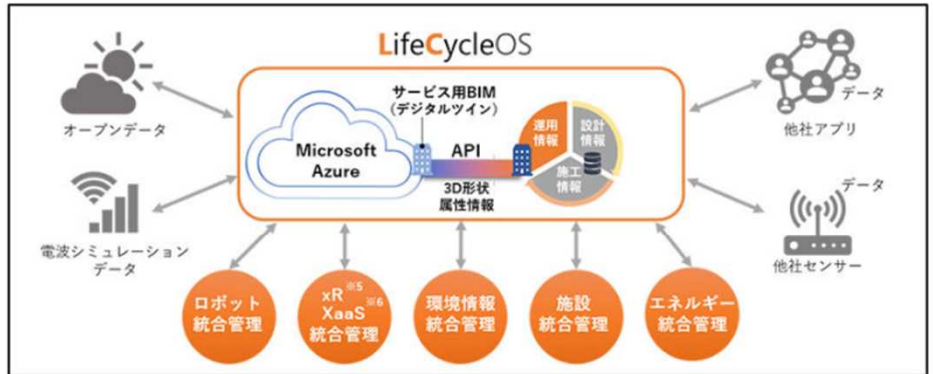 LifeCycleOS
オープンデータ
電波シミュレーション
データ
Microsoft
Azure
サービス用BIM
(デジタルツイン)
API
3D形状
属性情報
運用
情報
設計
情報
施工
情報
データ
他社アプリ
データ
他社センサー
ロボット
統合管理
xR※5
XaaS※6
統合管理
環境情報
統合管理
施設
統合管理
エネルギー
統合管理